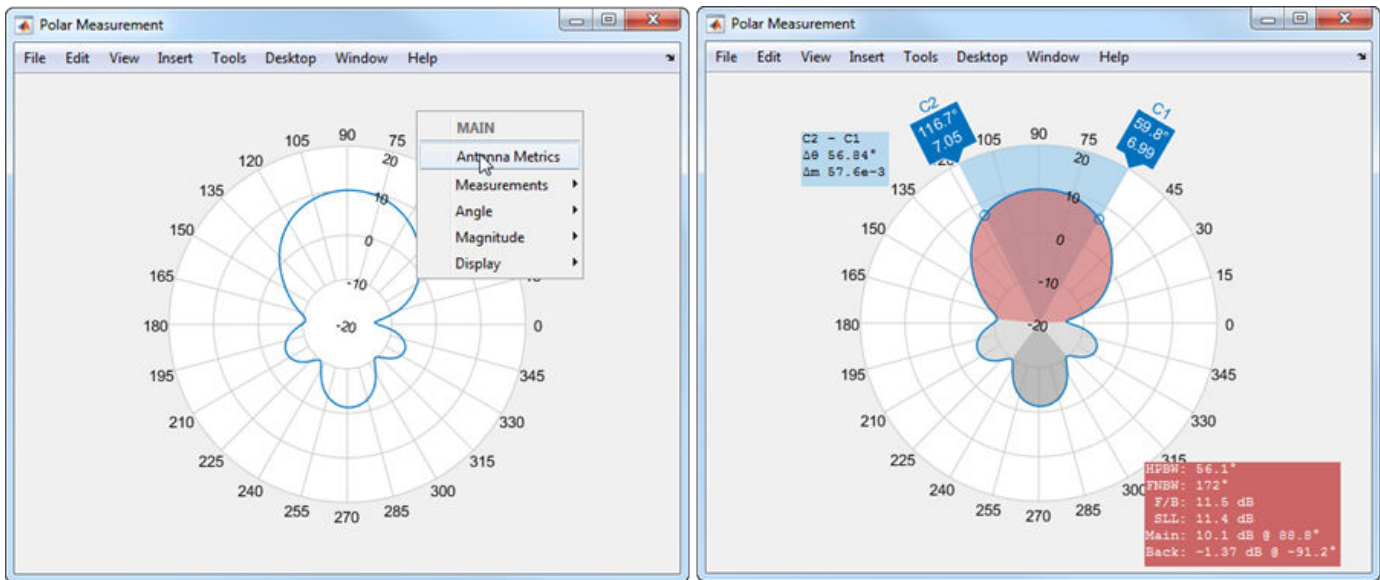 Polar Measurement
File Edit View Insert Tools Desktop Window Help
MAIN
Antenna Metrics
Measurements
Angle
Magnitude
Display
90
75
105
120
135
150
165
180
195
210
225
240
255
270
285
300
315
330
345
0
20
10
0
-10
-20
Polar Measurement
File Edit View Insert Tools Desktop Window Help
C2 - C1
Δθ 56.84°
Δm 57.6e-3
C2
116.7°
7.05
C1
59.8°
6.99
90
75
105
135
150
165
180
195
210
225
240
255
270
285
300
315
330
345
0
15
30
45
20
10
0
-10
-20
HPBW: 56.1°
FNBW: 172°
F/B: 11.5 dB
SLL: 11.4 dB
Main: 10.1 dB @ 88.8°
Back: -1.37 dB @ -91.2°